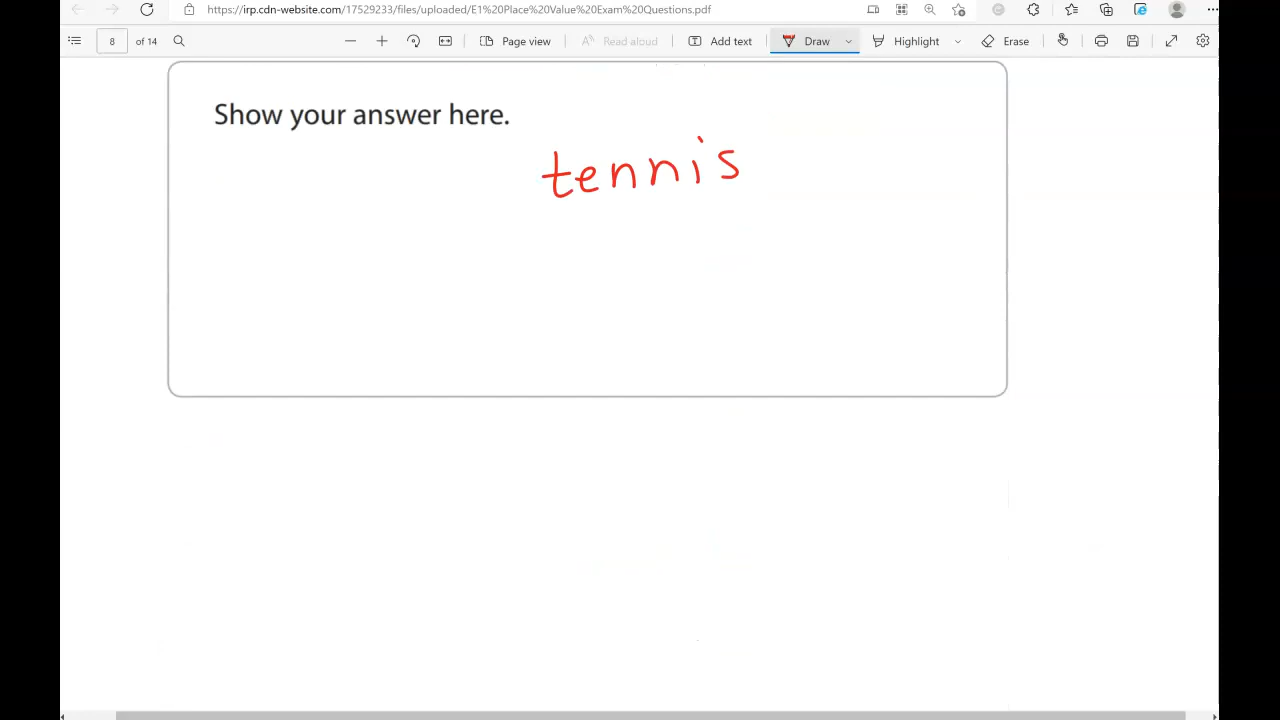 https://irp.cdn-website.com/17529233/files/uploaded/E1%20Place%20Value%20Exam%20Questions.pdf
8 of 14 Page view Read aloud Add text Draw Highlight Erase
Show your answer here.
tennis